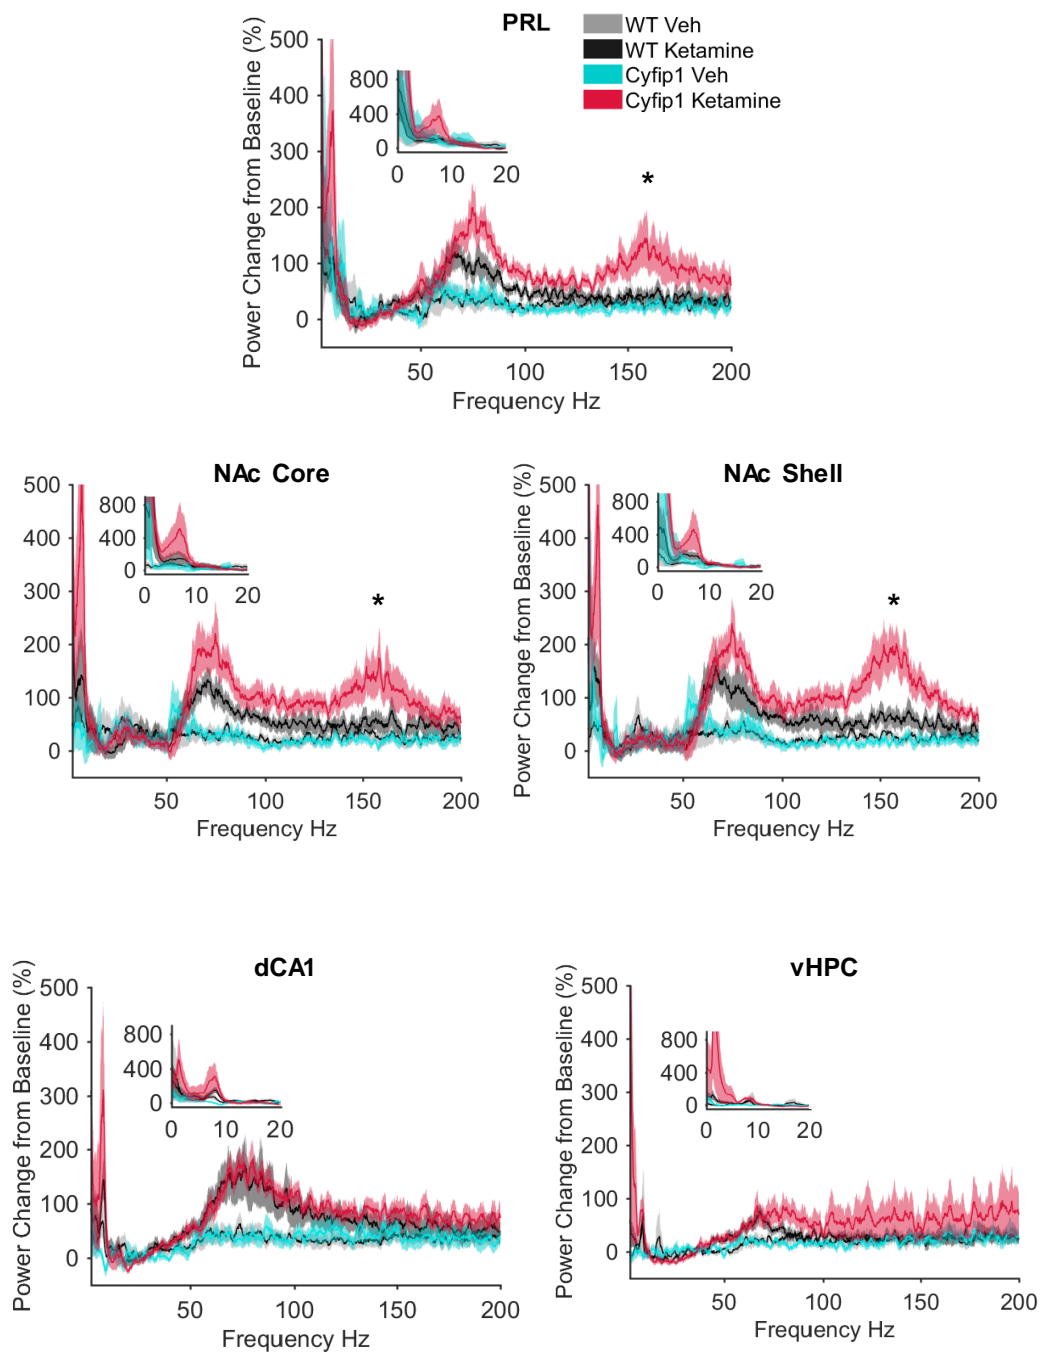 PRL
WT Veh
WT Ketamine
Cyfip1 Veh
Cyfip1 Ketamine
Power Change from Baseline (%)
500
400
300
200
100
0
800
400
0
0 10 20
*
50 100 150 200
Frequency Hz
NAc Core
500
400
300
200
100
0
800
400
0
0 10 20
*
50 100 150 200
Frequency Hz
NAc Shell
Power Change from Baseline (%)
500
400
300
200
100
0
800
400
0
0 10 20
*
50 100 150 200
Frequency Hz
dCA1
Power Change from Baseline (%)
500
400
300
200
100
0
800
400
0
0 10 20
50 100 150 200
Frequency Hz
vHPC
Power Change from Baseline (%)
500
400
300
200
100
0
800
400
0
0 10 20
50 100 150 200
Frequency Hz